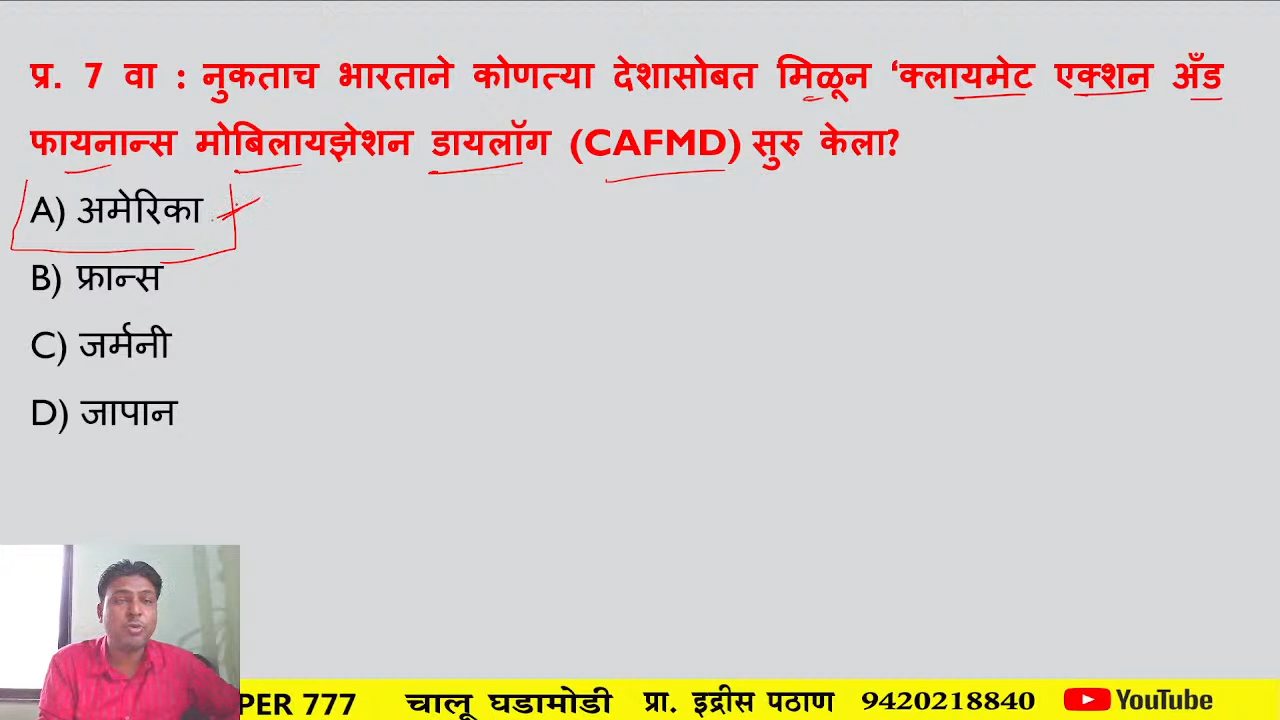 प्र. 7 वा : नुकताच भारताने कोणत्या देशासोबत मिळून ‘क्लायमेट एक्शन अँड
फायनान्स मोबिलायझेशन डायलॉग (CAFMD) सुरु केला?
A) अमेरिका
B) फ्रान्स
C) जर्मनी
D) जापान
PER 777 चालू घडामोडी प्रा. इद्रीस पठाण 9420218840 YouTube